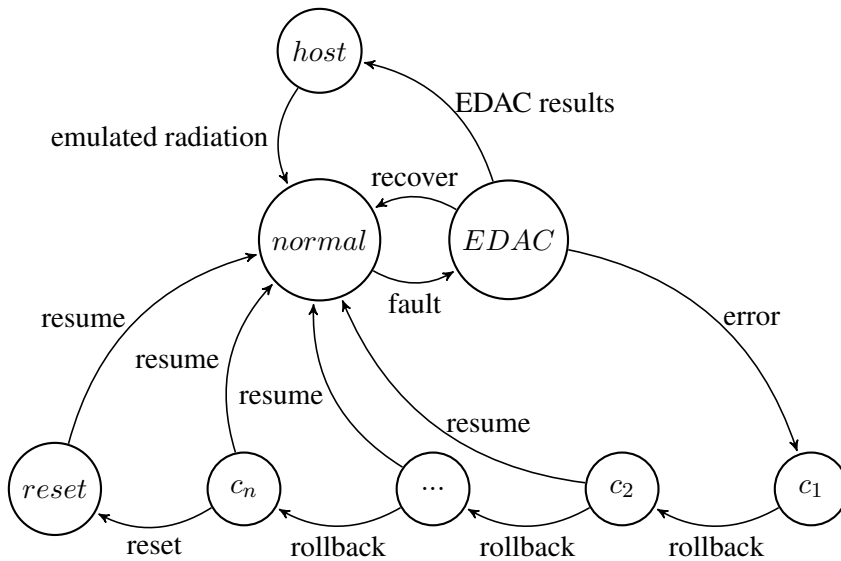 host
EDAC results
emulated radiation
recover
normal
EDAC
fault
resume
error
resume
resume
resume
reset
c_n
...
c_2
c_1
reset
rollback
rollback
rollback